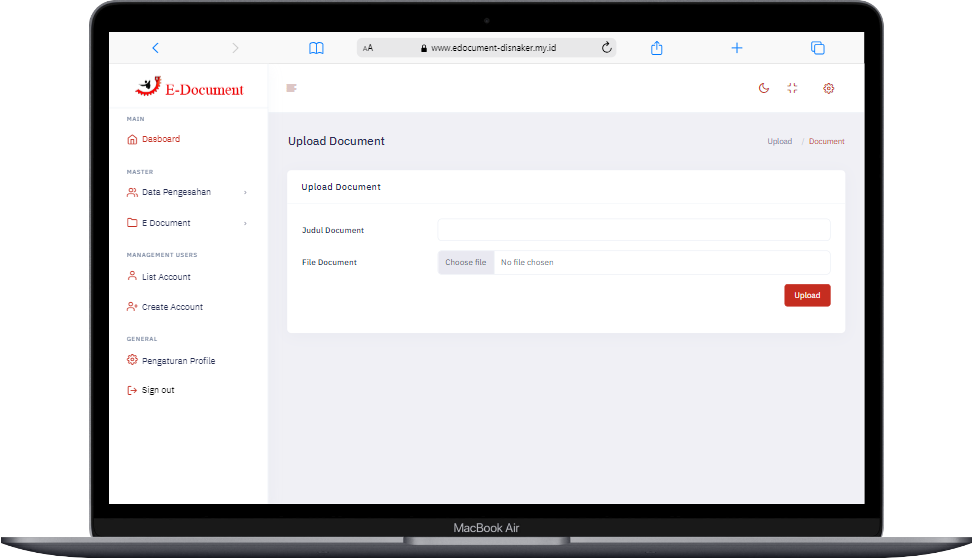 AA www.edocument-disnaker.my.id
E-Document
MAIN
Dasboard
MASTER
Data Pengesahan
E Document
MANAGEMENT USERS
List Account
Create Account
GENERAL
Pengaturan Profile
Sign out
Upload Document
Upload / Document
Upload Document
Judul Document
File Document
Choose file No file chosen
Upload
MacBook Air